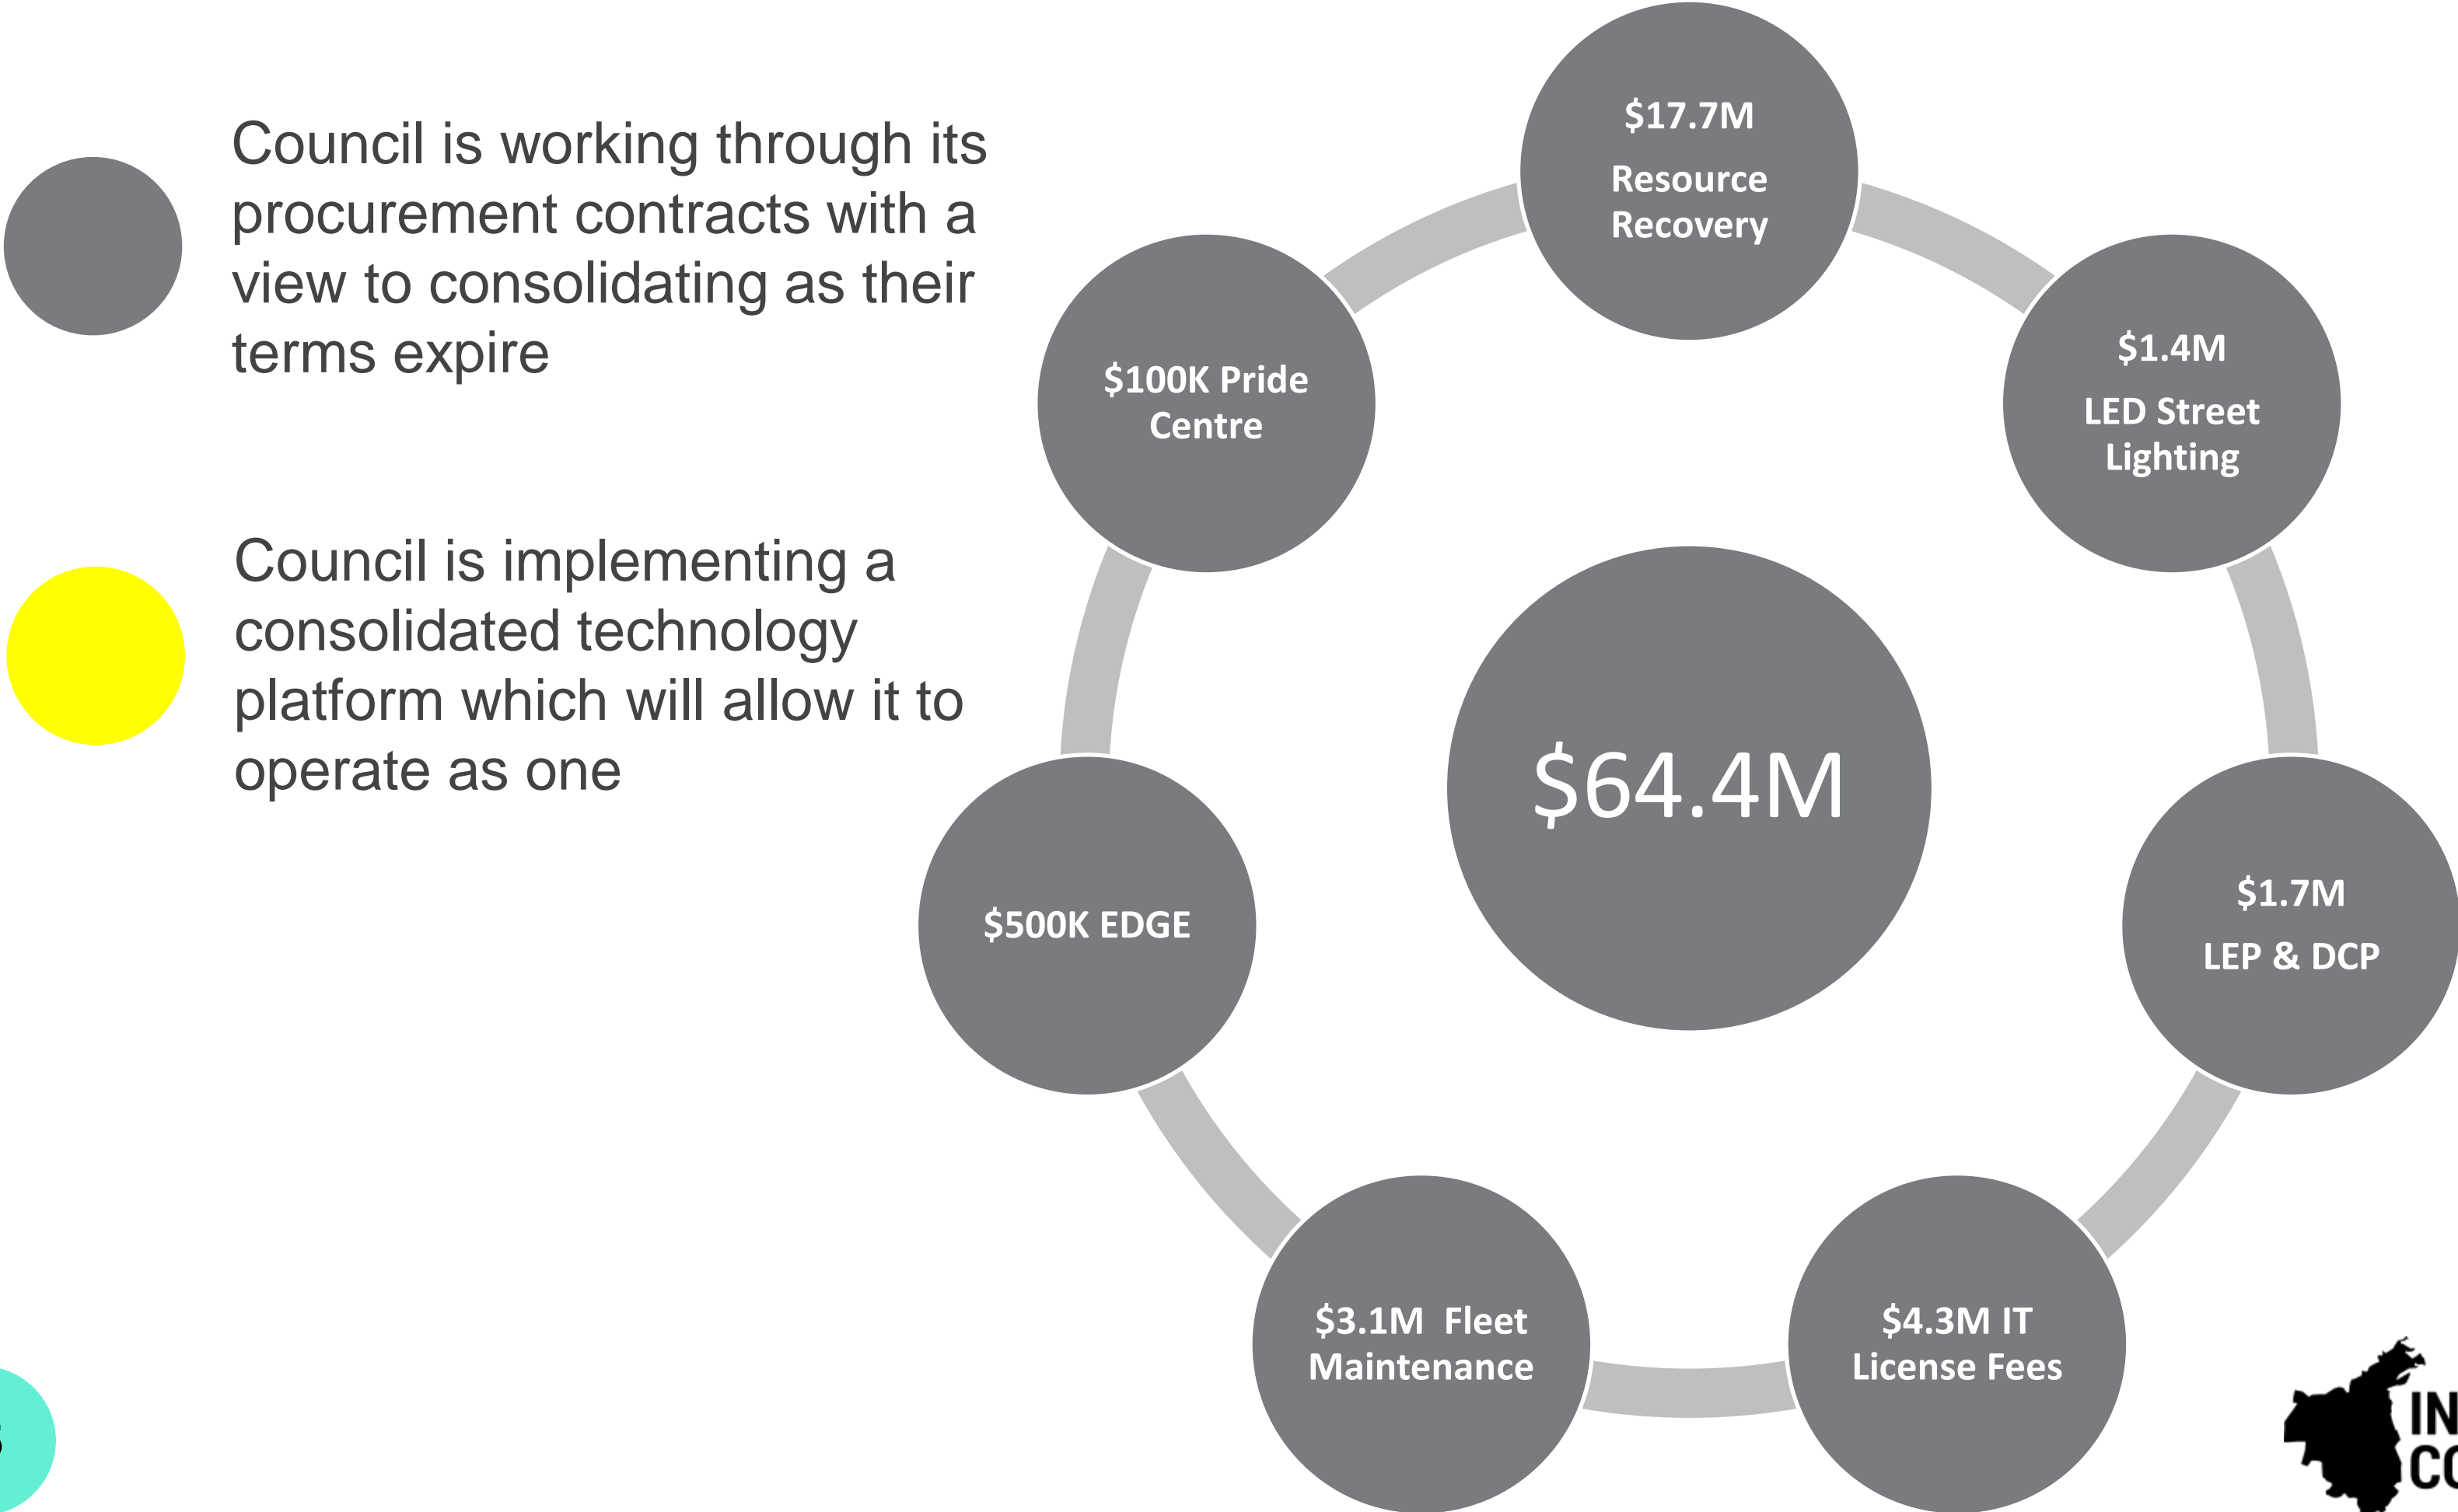 Council is working through its
procurement contracts with a
view to consolidating as their
terms expire
Council is implementing a
consolidated technology
platform which will allow it to
operate as one
$17.7M
Resource
Recovery
$1.4M
LED Street
Lighting
$1.7M
LEP & DCP
$4.3M IT
License Fees
$3.1M Fleet
Maintenance
$500K EDGE
$100K Pride
Centre
$64.4M